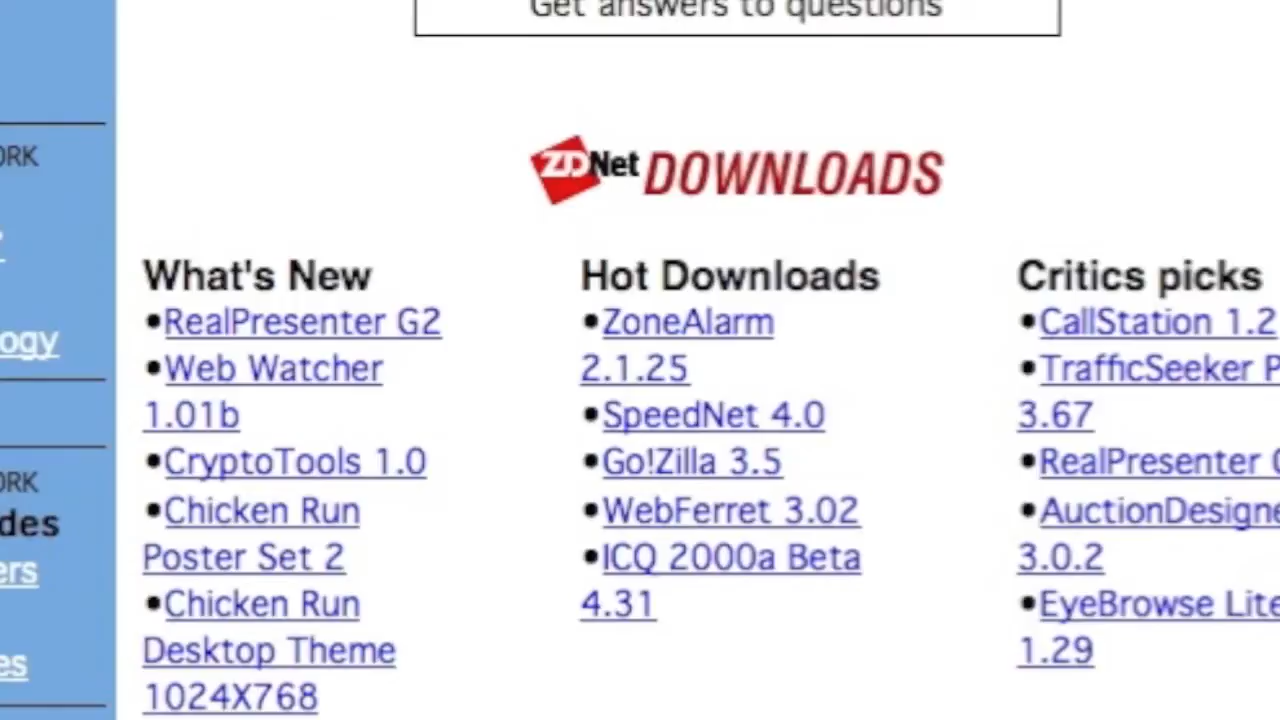 Get answers to questions
ORK
ogy
ORK
des
ers
es
ZDNet DOWNLOADS
What's New
•RealPresenter G2
•Web Watcher
1.01b
•CryptoTools 1.0
•Chicken Run
Poster Set 2
•Chicken Run
Desktop Theme
1024X768
Hot Downloads
•ZoneAlarm
2.1.25
•SpeedNet 4.0
•Go!Zilla 3.5
•WebFerret 3.02
•ICQ 2000a Beta
4.31
Critics picks
•CallStation 1.2
•TrafficSeeker P
3.67
•RealPresenter
•AuctionDesigne
3.0.2
•EyeBrowse Lite
1.29